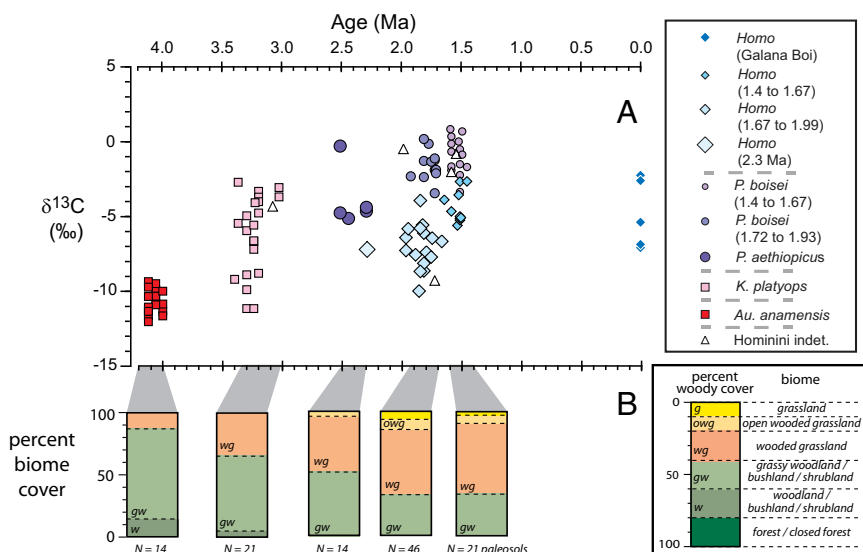 Age (Ma)
4.0 3.5 3.0 2.5 2.0 1.5 1.0 0.5 0.0
A
5
0
-5
-10
-15
δ13C
(‰)
Homo
(Galana Boi)
Homo
(1.4 to 1.67)
Homo
(1.67 to 1.99)
Homo
(2.3 Ma)
P. boisei
(1.4 to 1.67)
P. boisei
(1.72 to 1.93)
P. aethiopicus
K. platyops
Au. anamensis
Hominini indet.
B
percent
biome
cover
100
50
0
gw
w
N = 14
wg
gw
N = 21
wg
gw
N = 14
owg
wg
gw
N = 46
wg
gw
N = 21 paleosols
percent
woody cover
biome
0
50
100
g
grassland
owg
open wooded grassland
wg
wooded grassland
gw
grassy woodland /
bushland / shrubland
w
woodland /
bushland / shrubland
forest / closed forest